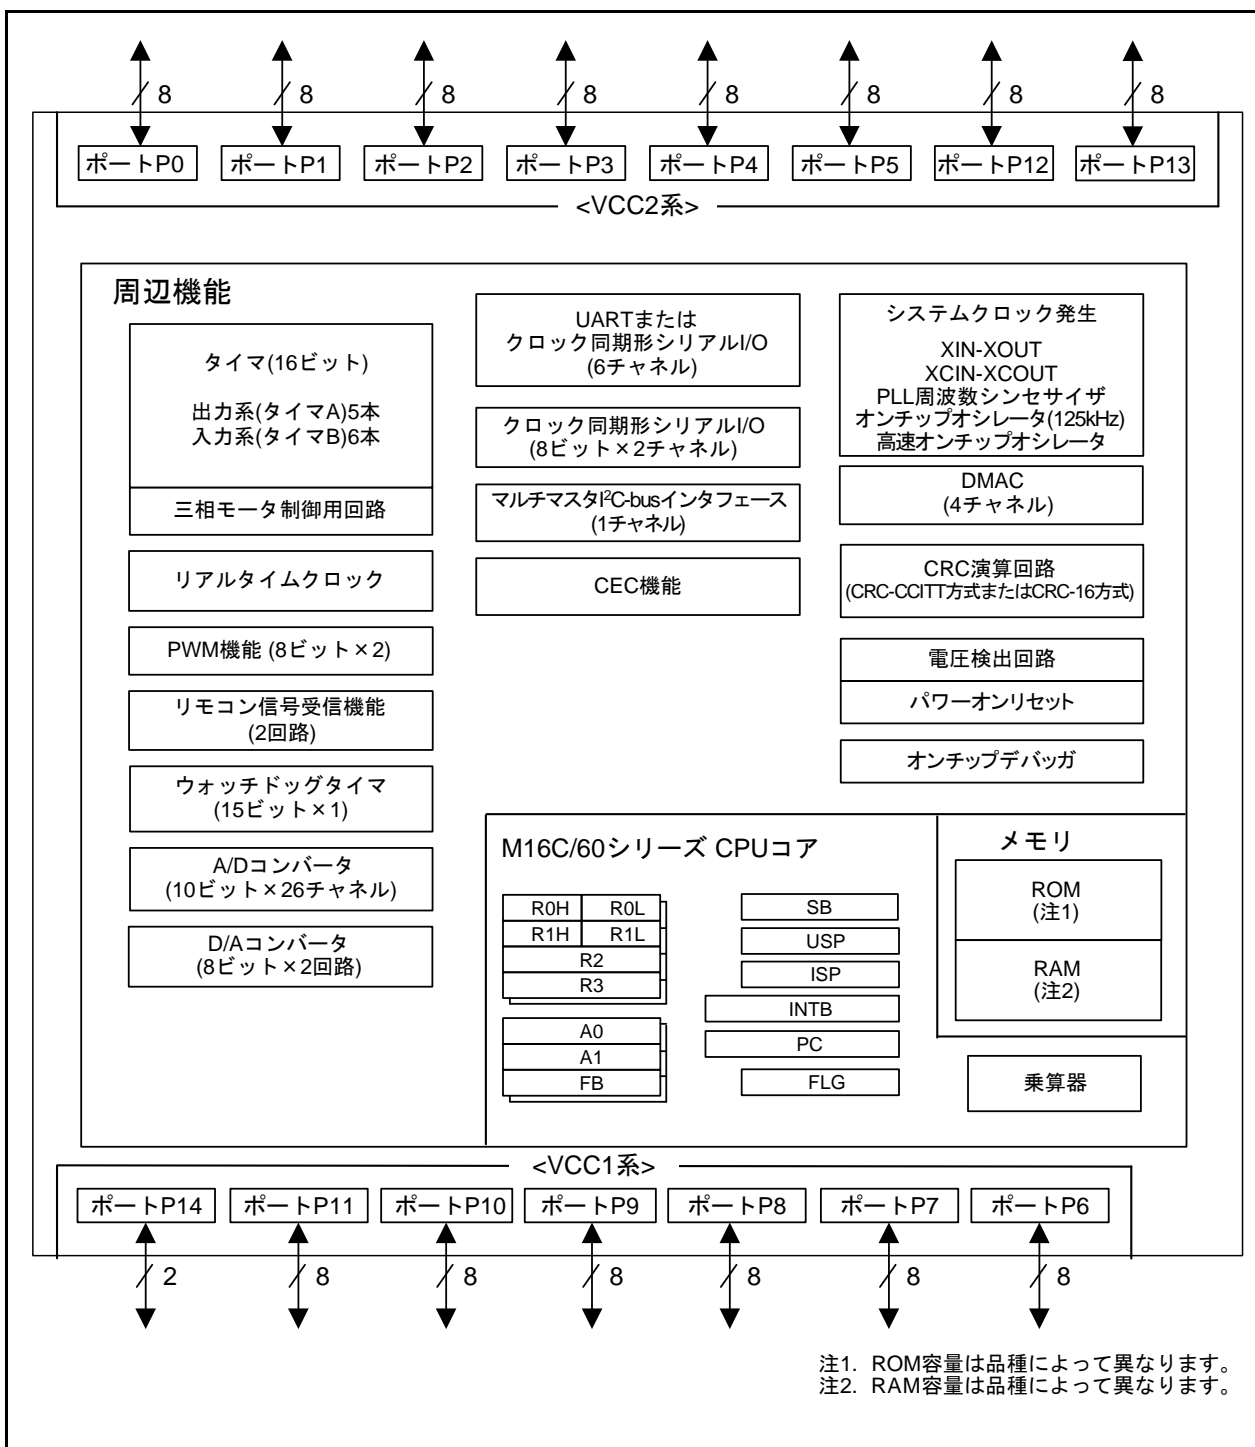 8 8 8 8 8 8 8 8
ポートP0 ポートP1 ポートP2 ポートP3 ポートP4 ポートP5 ポートP12 ポートP13
<VCC2系>
周辺機能
タイマ(16ビット)
出力系(タイマA)5本
入力系(タイマB)6本
三相モータ制御用回路
リアルタイムクロック
PWM機能 (8ビット×2)
リモコン信号受信機能
(2回路)
ウォッチドッグタイマ
(15ビット×1)
A/Dコンバータ
(10ビット×26チャネル)
D/Aコンバータ
(8ビット×2回路)
UARTまたは
クロック同期形シリアルI/O
(6チャネル)
クロック同期形シリアルI/O
(8ビット×2チャネル)
マルチマスタI²C-busインタフェース
(1チャネル)
CEC機能
システムクロック発生
XIN-XOUT
XCIN-XCOUT
PLL周波数シンセサイザ
オンチップオシレータ(125kHz)
高速オンチップオシレータ
DMAC
(4チャネル)
CRC演算回路
(CRC-CCITT方式またはCRC-16方式)
電圧検出回路
パワーオンリセット
オンチップデバッガ
M16C/60シリーズ CPUコア
R0H R0L
R1H R1L
R2
R3
A0
A1
FB
SB
USP
ISP
INTB
PC
FLG
メモリ
ROM
(注1)
RAM
(注2)
乗算器
<VCC1系>
ポートP14 ポートP11 ポートP10 ポートP9 ポートP8 ポートP7 ポートP6
2 8 8 8 8 8 8
注1. ROM容量は品種によって異なります。
注2. RAM容量は品種によって異なります。